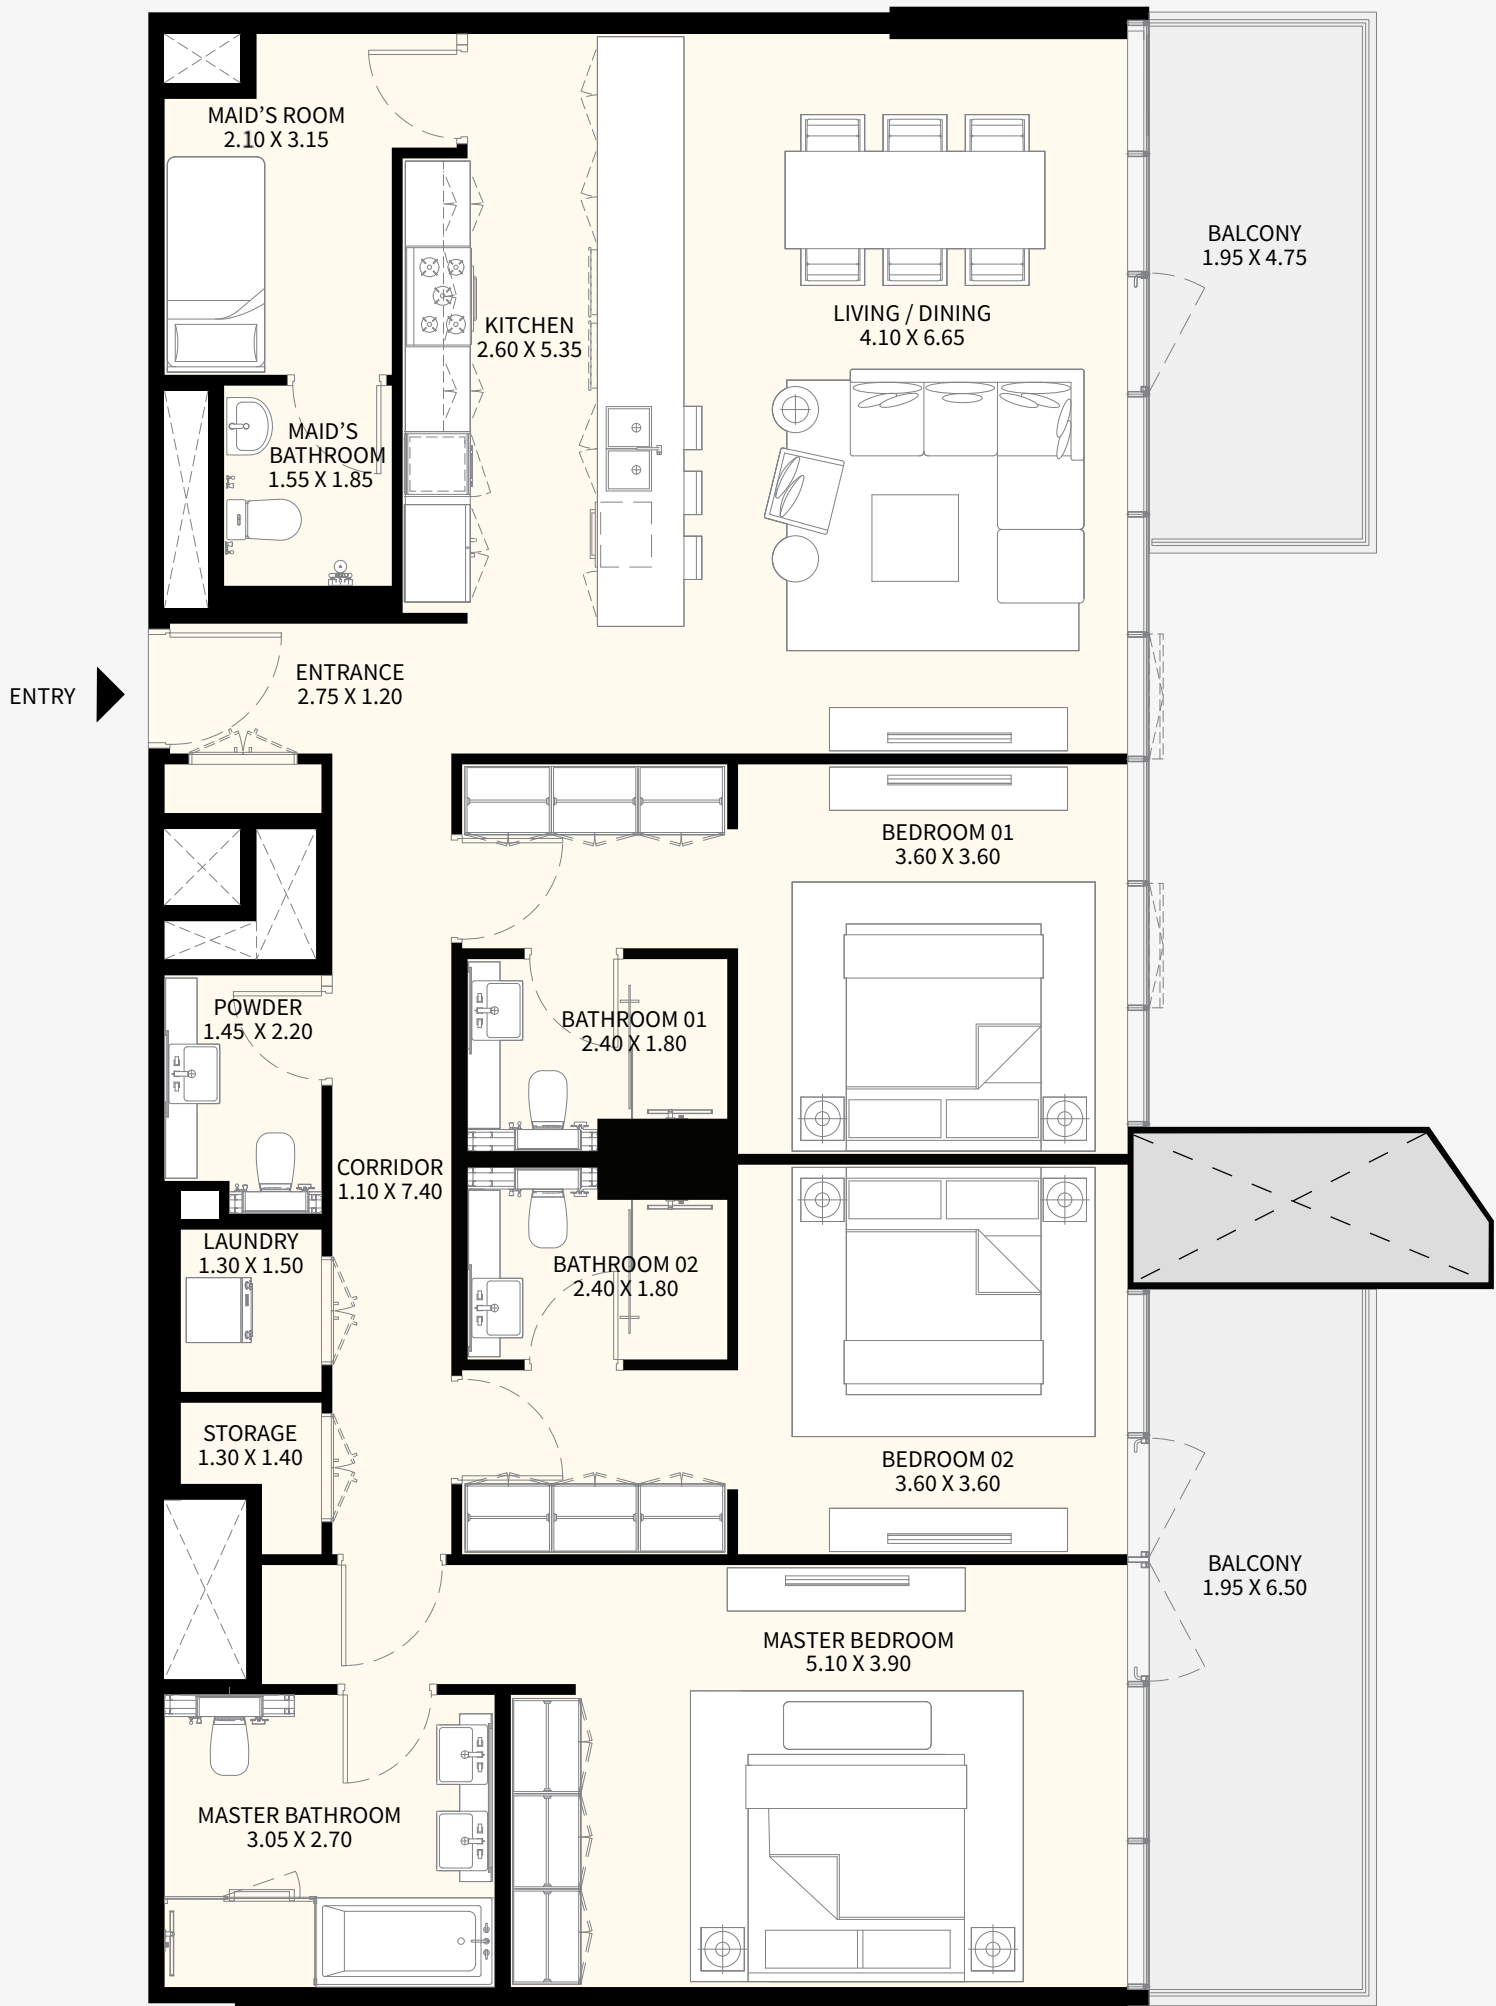 MAID'S ROOM
2.10 X 3.15
BALCONY
1.95 X 4.75
LIVING / DINING
4.10 X 6.65
KITCHEN
2.60 X 5.35
MAID'S
BATHROOM
1.55 X 1.85
ENTRY
ENTRANCE
2.75 X 1.20
BEDROOM 01
3.60 X 3.60
POWDER
1.45 X 2.20
BATHROOM 01
2.40 X 1.80
CORRIDOR
1.10 X 7.40
LAUNDRY
1.30 X 1.50
BATHROOM 02
2.40 X 1.80
STORAGE
1.30 X 1.40
BEDROOM 02
3.60 X 3.60
BALCONY
1.95 X 6.50
MASTER BEDROOM
5.10 X 3.90
MASTER BATHROOM
3.05 X 2.70